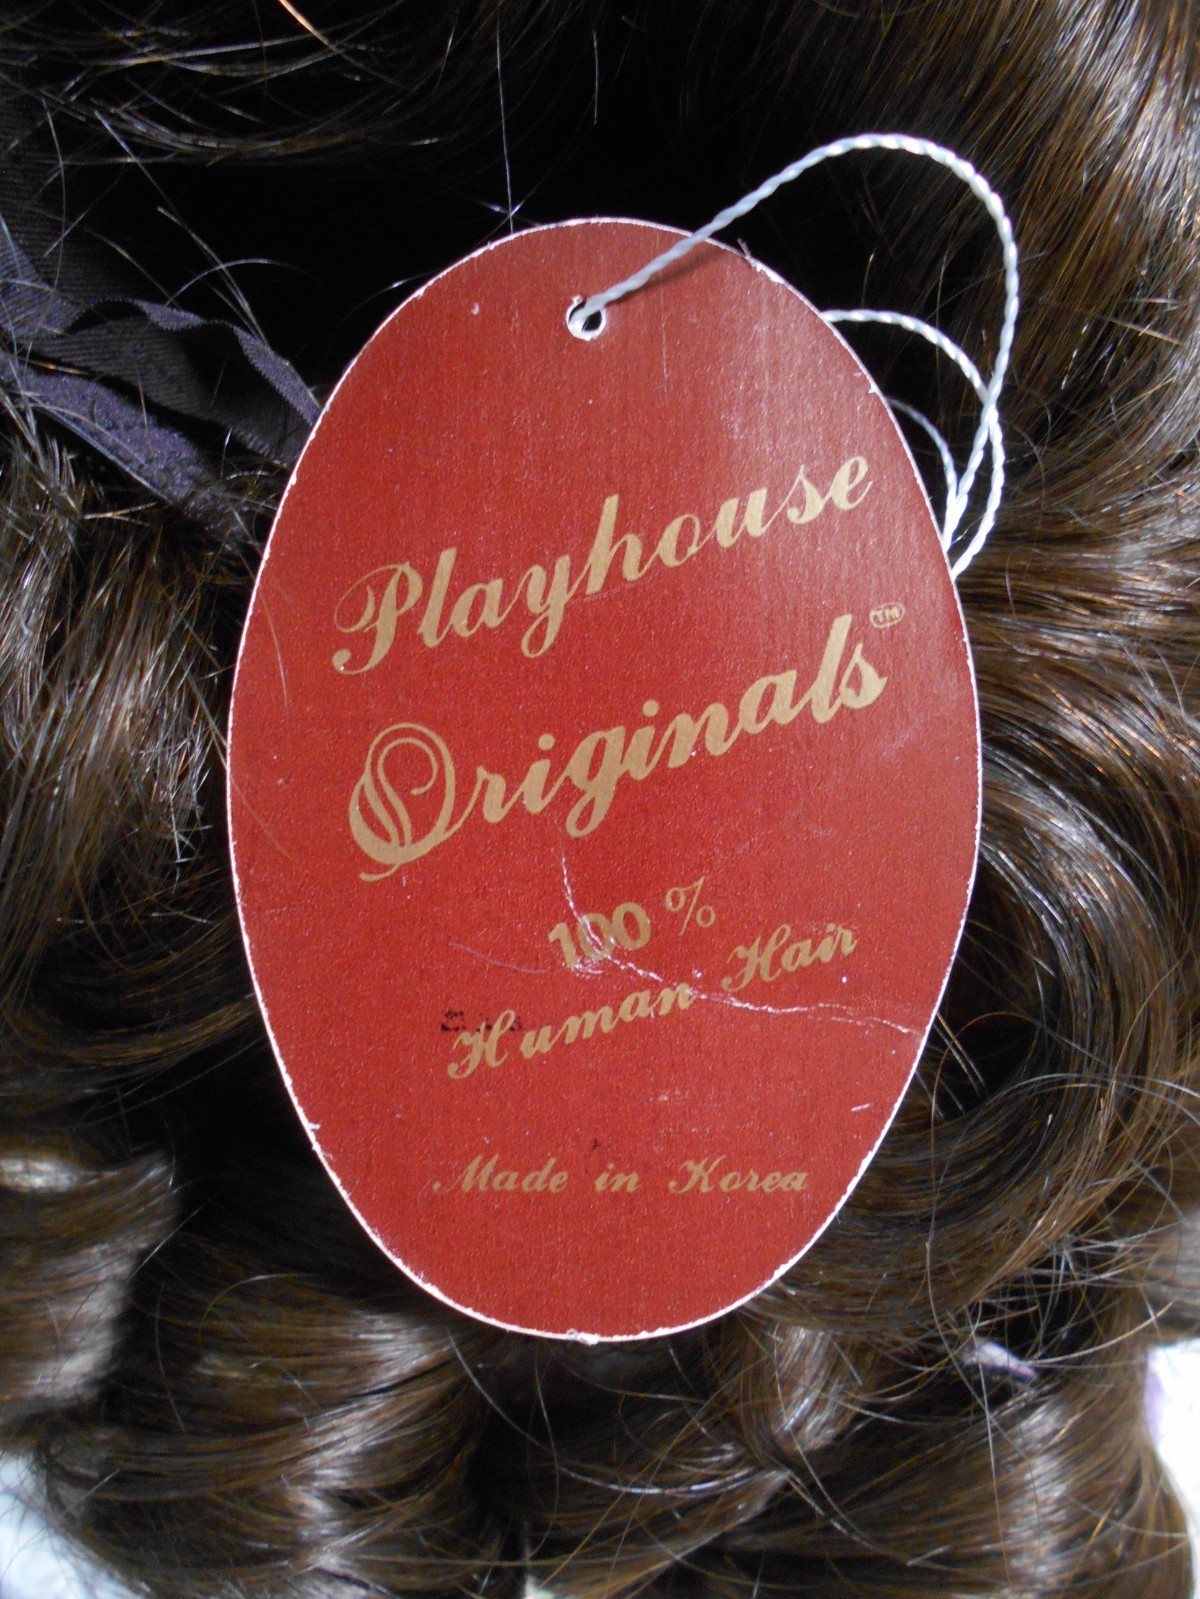 Playhouse
Originals™
100 %
Human Hair
Made in Korea